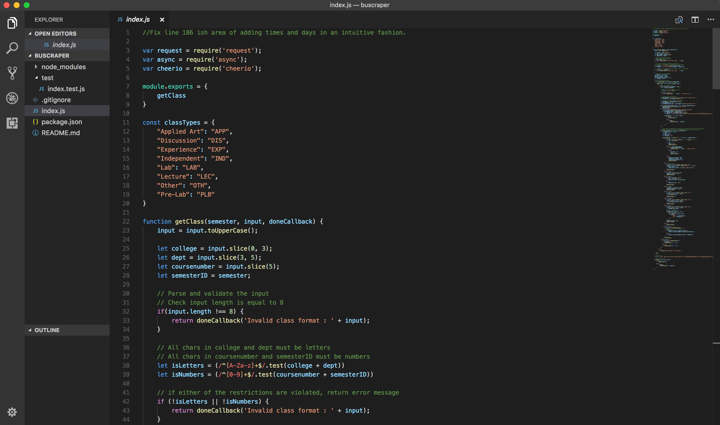 index.js — buscraper
EXPLORER
OPEN EDITORS
JS index.js
BUSCRAPER
node_modules
test
JS index.test.js
.gitignore
JS index.js
{} package.json
README.md
OUTLINE
JS index.js ×
1 //Fix line 186 ish area of adding times and days in an intuitive fashion.
2
3 var request = require('request');
4 var async = require('async');
5 var cheerio = require('cheerio');
6
7 module.exports = {
8 getClass
9 }
10
11 const classTypes = {
12 "Applied Art": "APP",
13 "Discussion": "DIS",
14 "Experience": "EXP",
15 "Independent": "IND",
16 "Lab": "LAB",
17 "Lecture": "LEC",
18 "Other": "OTH",
19 "Pre-Lab": "PLB"
20 }
21
22 function getClass(semester, input, doneCallback) {
23 input = input.toUpperCase();
24
25 let college = input.slice(0, 3);
26 let dept = input.slice(3, 5);
27 let coursenumber = input.slice(5);
28 let semesterID = semester;
29
30 // Parse and validate the input
31 // Check input length is equal to 8
32 if(input.length !== 8) {
33 return doneCallback('Invalid class format : ' + input);
34 }
35
36 // All chars in college and dept must be letters
37 // All chars in coursenumber and semesterID must be numbers
38 let isLetters = (/^[A-Za-z]+$/.test(college + dept))
39 let isNumbers = (/^[0-9]+$/.test(coursenumber + semesterID))
40
41 // if either of the restrictions are violated, return error message
42 if (!isLetters || !isNumbers) {
43 return doneCallback('Invalid class format : ' + input);
44 }